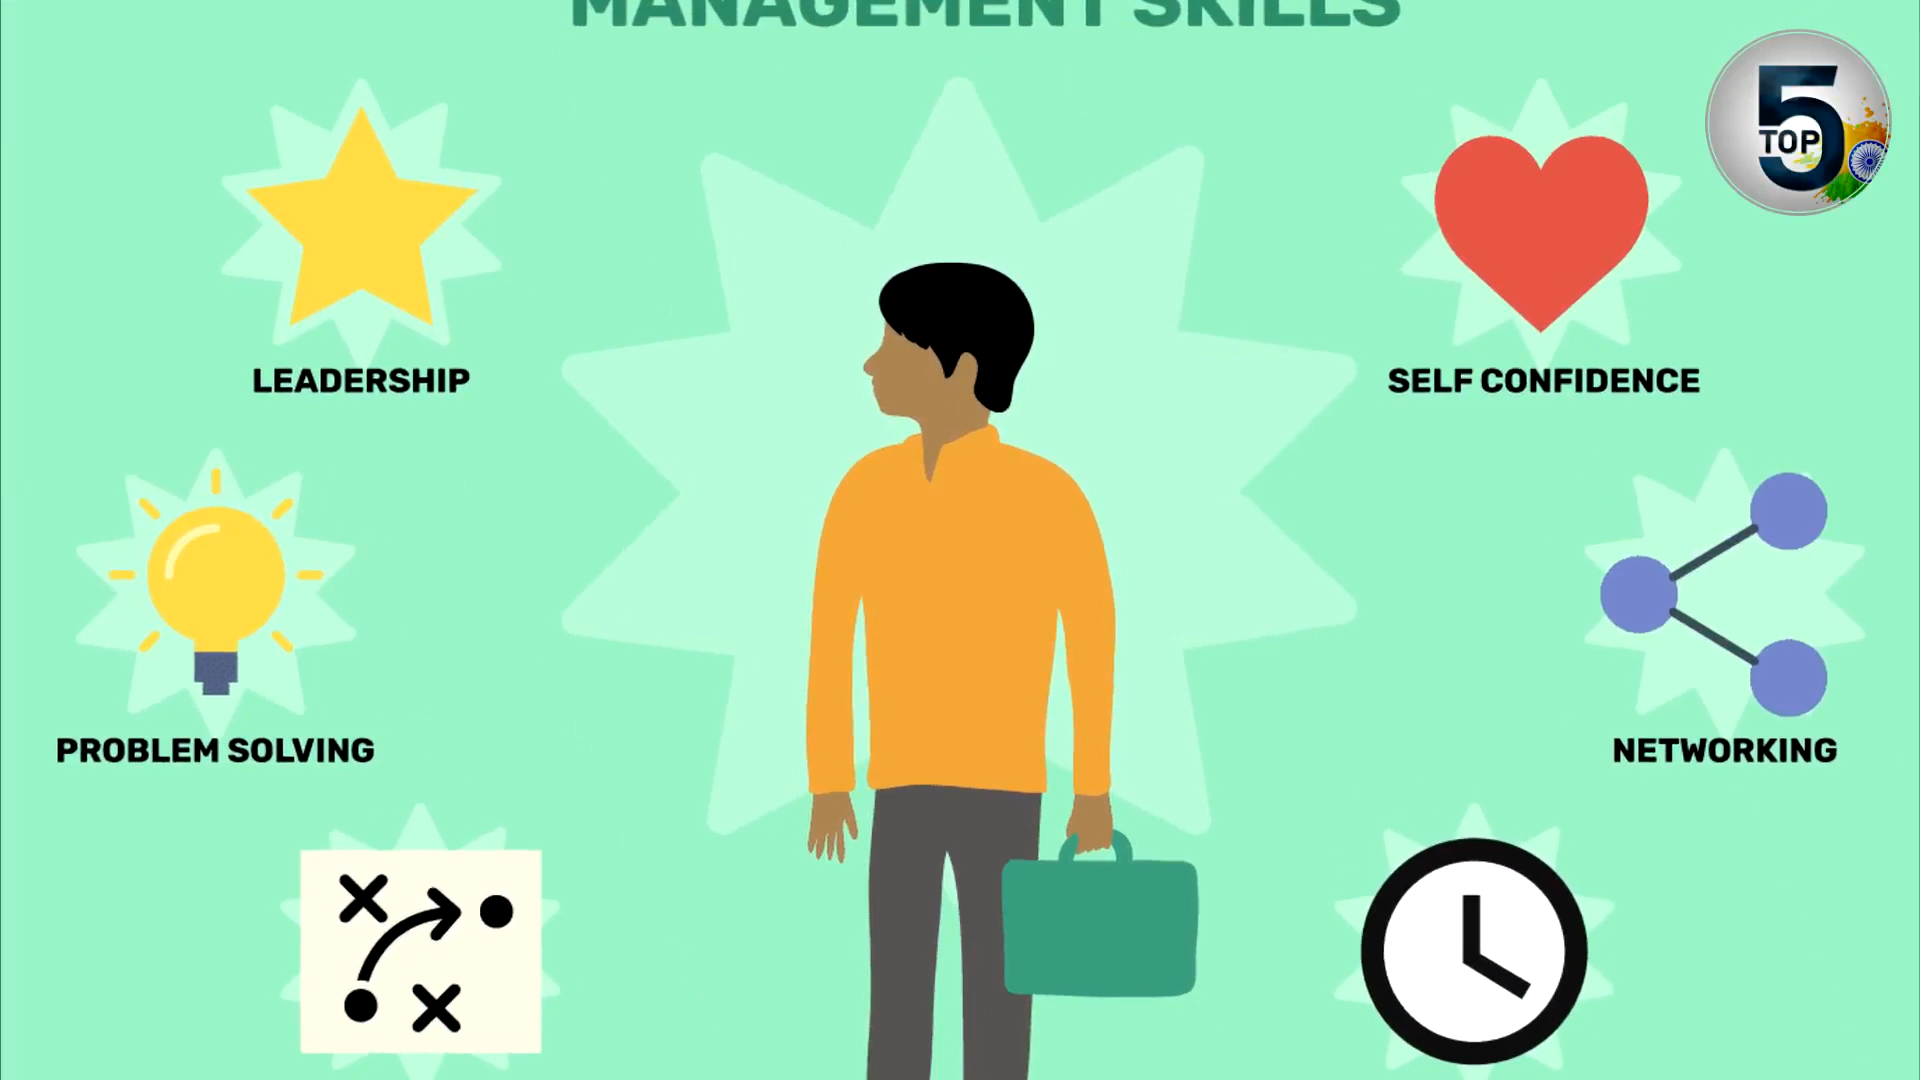 MANAGEMENT SKILLS
5
TOP
LEADERSHIP
SELF CONFIDENCE
PROBLEM SOLVING
NETWORKING